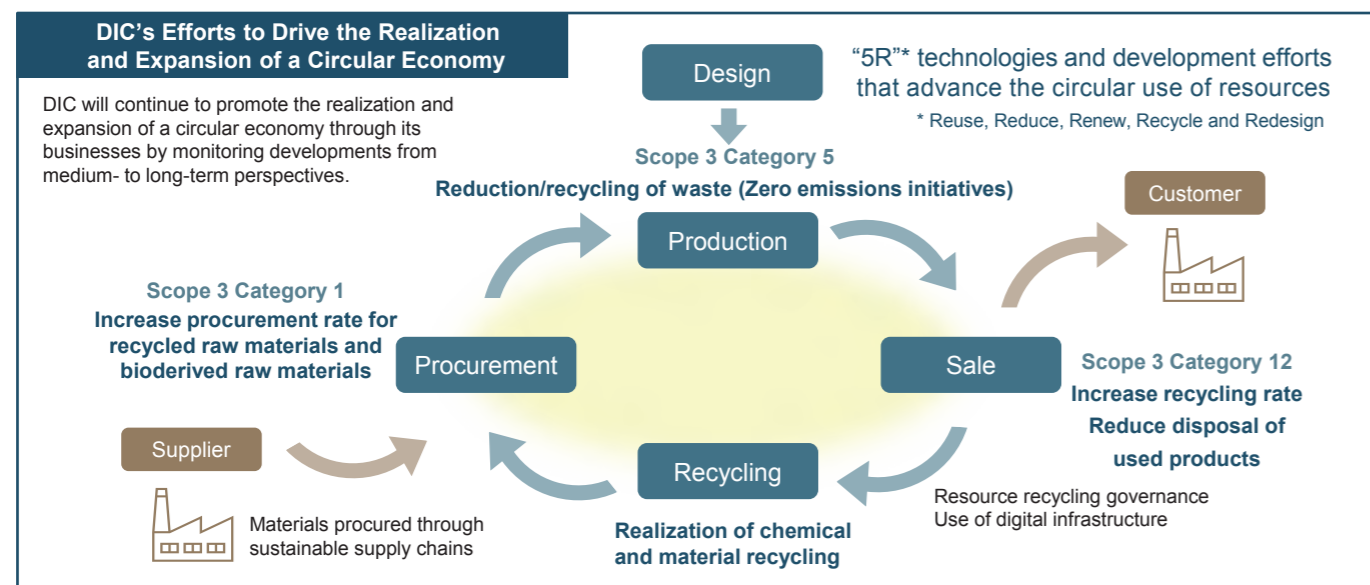 DIC's Efforts to Drive the Realization
and Expansion of a Circular Economy
DIC will continue to promote the realization and
expansion of a circular economy through its
businesses by monitoring developments from
medium- to long-term perspectives.
Design
“5R”* technologies and development efforts
that advance the circular use of resources
* Reuse, Reduce, Renew, Recycle and Redesign
Scope 3 Category 5
Reduction/recycling of waste (Zero emissions initiatives)
Production
Customer
Scope 3 Category 1
Increase procurement rate for
recycled raw materials and
bioderived raw materials
Procurement
Sale
Scope 3 Category 12
Increase recycling rate
Reduce disposal of
used products
Supplier
Materials procured through
sustainable supply chains
Recycling
Realization of chemical
and material recycling
Resource recycling governance
Use of digital infrastructure